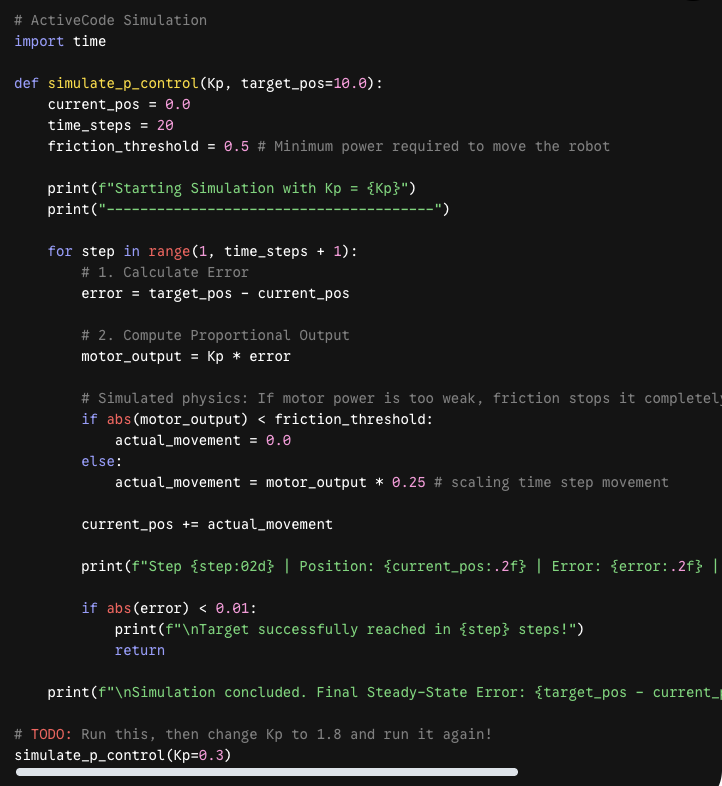 # ActiveCode Simulation
import time

def simulate_p_control(Kp, target_pos=10.0):
    current_pos = 0.0
    time_steps = 20
    friction_threshold = 0.5 # Minimum power required to move the robot

    print(f"Starting Simulation with Kp = {Kp}")
    print("---------------------------------------")

    for step in range(1, time_steps + 1):
        # 1. Calculate Error
        error = target_pos - current_pos

        # 2. Compute Proportional Output
        motor_output = Kp * error

        # Simulated physics: If motor power is too weak, friction stops it completely
        if abs(motor_output) < friction_threshold:
            actual_movement = 0.0
        else:
            actual_movement = motor_output * 0.25 # scaling time step movement

        current_pos += actual_movement

        print(f"Step {step:02d} | Position: {current_pos:.2f} | Error: {error:.2f} |

        if abs(error) < 0.01:
            print(f"\nTarget successfully reached in {step} steps!")
            return

    print(f"\nSimulation concluded. Final Steady-State Error: {target_pos - current_p

# TODO: Run this, then change Kp to 1.8 and run it again!
simulate_p_control(Kp=0.3)